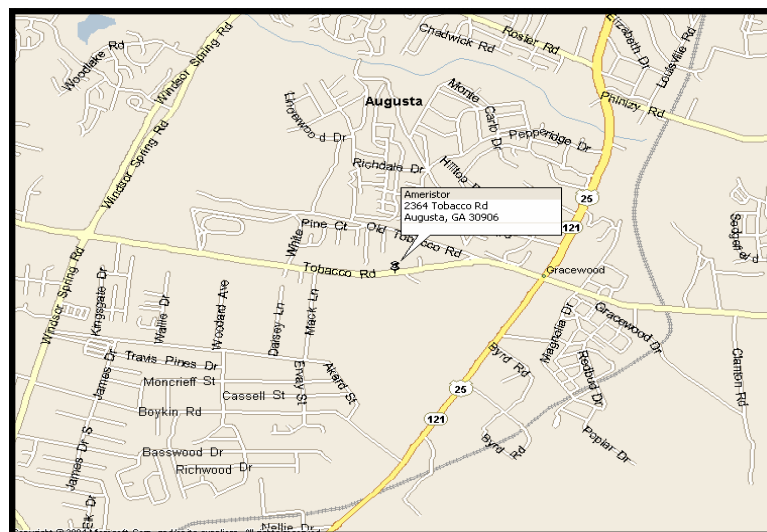 Woodlake Rd
Windsor Spring Rd
Chadwick Rd
Roster Rd
Elizabeth Dr
Louisville Rd
Augusta
Underwood Dr
Monte Carlo Dr
Phinizy Rd
Pepperidge Dr
Windsor Spring Rd
Richdale Dr
25
Ameristor
2364 Tobacco Rd
Augusta, GA 30906
White
Pine Ct
Old Tobacco Rd
121
Tobacco Rd
Gracewood
Windsor Spring Rd
Kingsgate Dr
Wallie Dr
Woodard Ave
Daisey Ln
Mack Ln
Magnolia Dr
Gracewood Dr
Travis Pines Dr
James Dr
Moncrieff St
Cassell St
Ervay St
Akard St
Byrd Rd
Redbud Dr
Clanton Rd
25
Boykin Rd
121
James Dr S
Basswood Dr
Richwood Dr
Byrd Rd
Poplar Dr
Elk Dr
Nellie Dr